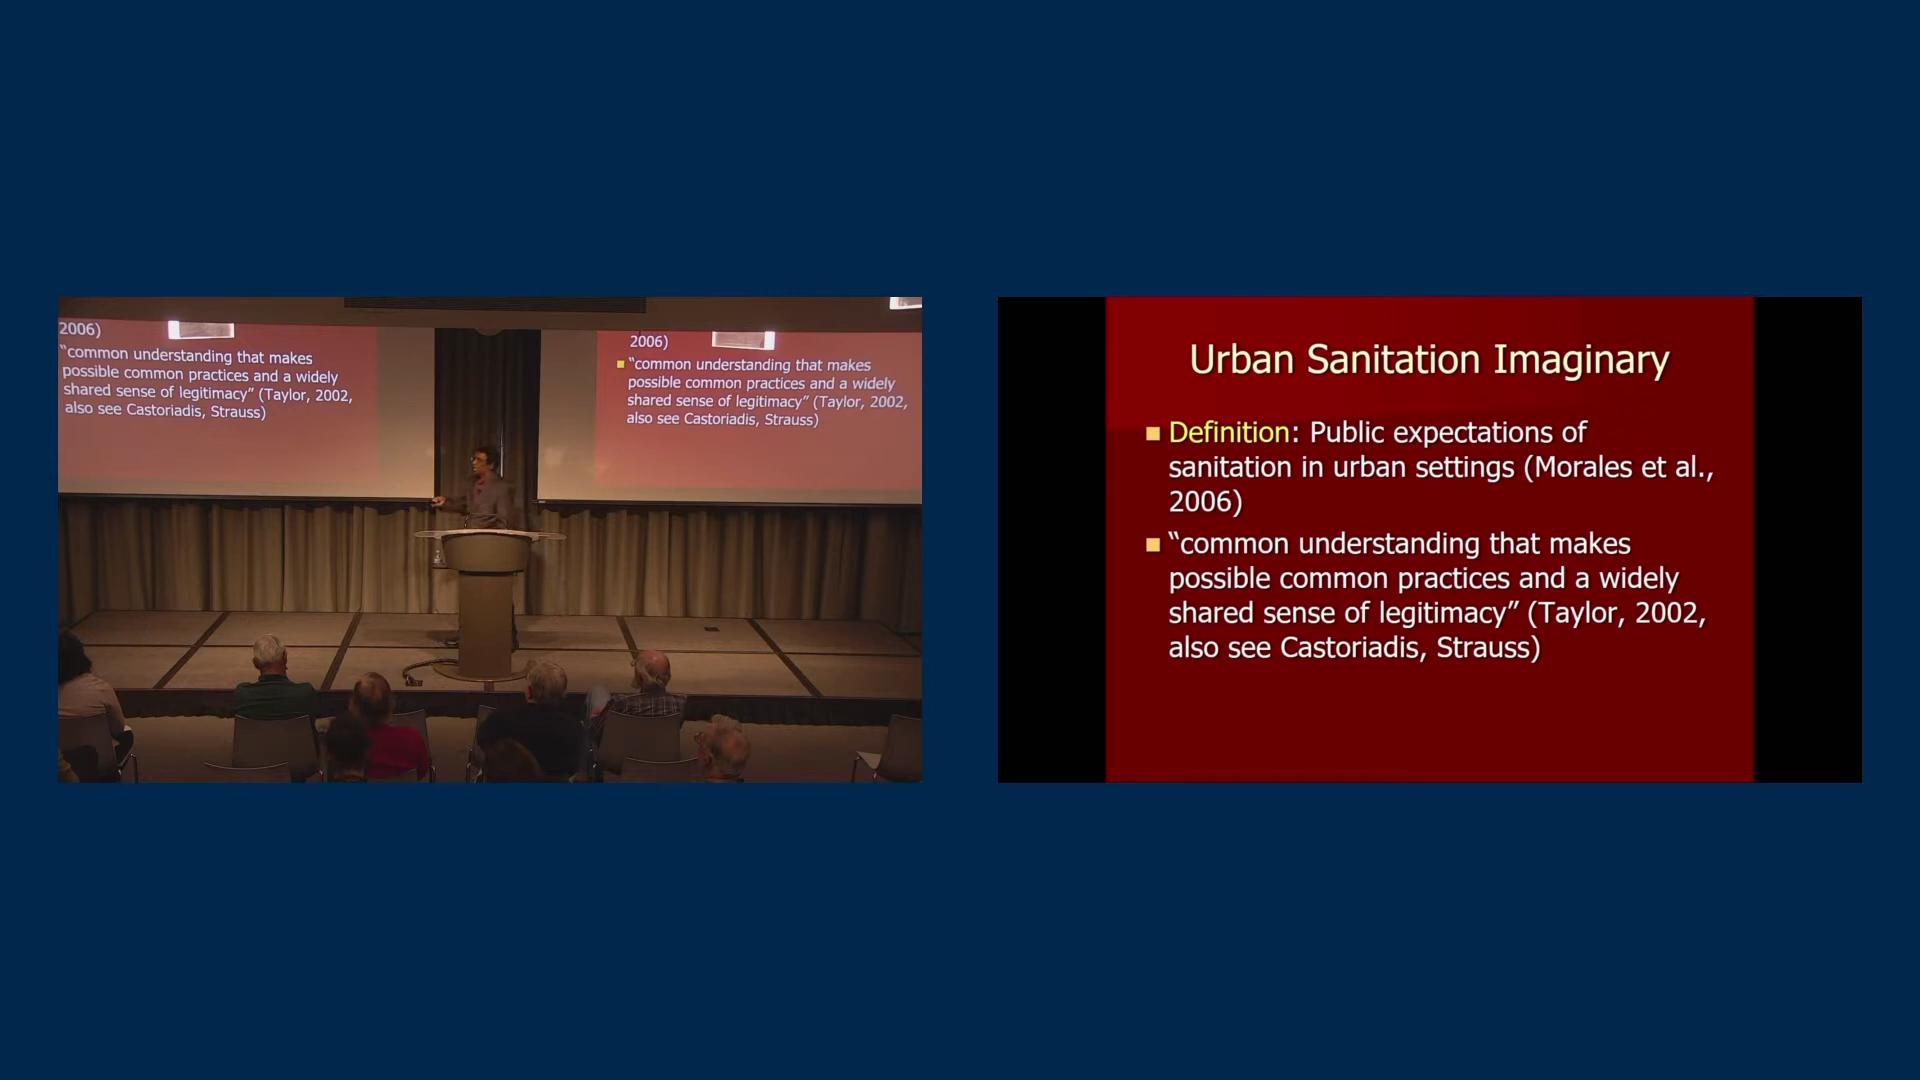 2006)
“common understanding that makes
possible common practices and a widely
shared sense of legitimacy” (Taylor, 2002,
also see Castoriadis, Strauss)
2006)
“common understanding that makes
possible common practices and a widely
shared sense of legitimacy” (Taylor, 2002,
also see Castoriadis, Strauss)
Urban Sanitation Imaginary
Definition: Public expectations of
sanitation in urban settings (Morales et al.,
2006)
“common understanding that makes
possible common practices and a widely
shared sense of legitimacy” (Taylor, 2002,
also see Castoriadis, Strauss)